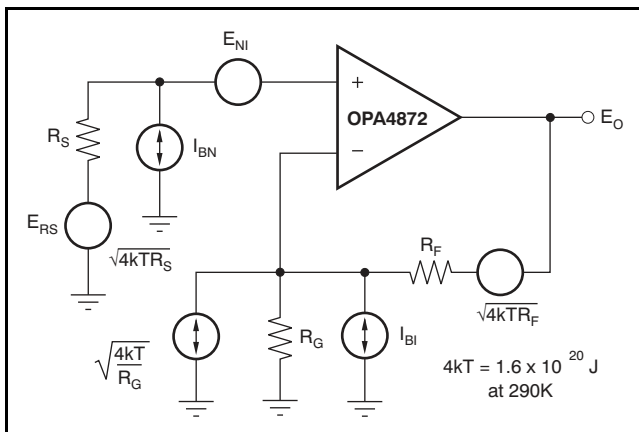 E_NI
+
OPA4872
−
E_O
R_S
I_BN
E_RS
√4kTR_S
R_F
√4kTR_F
√4kT/R_G
R_G
I_BI
4kT = 1.6 x 10 ^20 J
at 290K